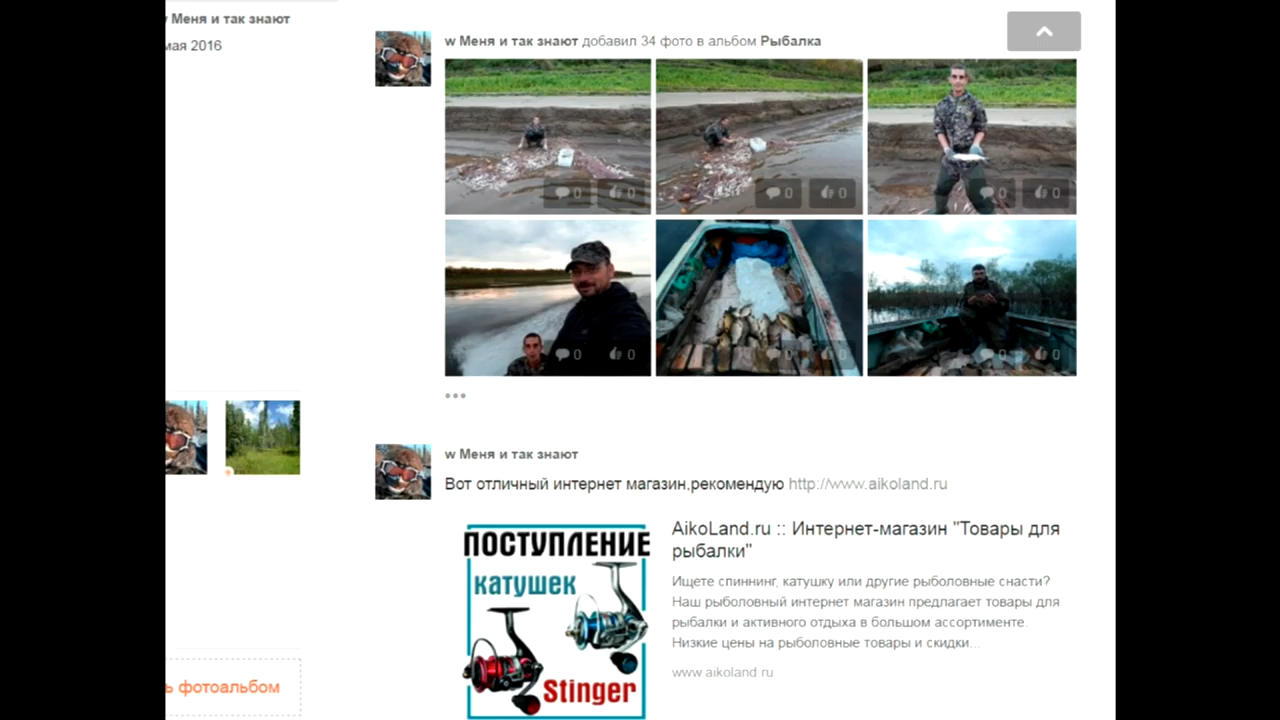 w Меня и так знают
мая 2016
w Меня и так знают добавил 34 фото в альбом Рыбалка
0 0
0 0
0 0
0 0
0 0
0 0
w Меня и так знают
Вот отличный интернет магазин,рекомендую http://www.aikoland.ru
ПОСТУПЛЕНИЕ
катушек
Stinger
AikoLand.ru :: Интернет-магазин "Товары для
рыбалки"
Ищете спиннинг, катушку или другие рыболовные снасти?
Наш рыболовный интернет магазин предлагает товары для
рыбалки и активного отдыха в большом ассортименте.
Низкие цены на рыболовные товары и скидки...
www.aikoland.ru
ь фотоальбом